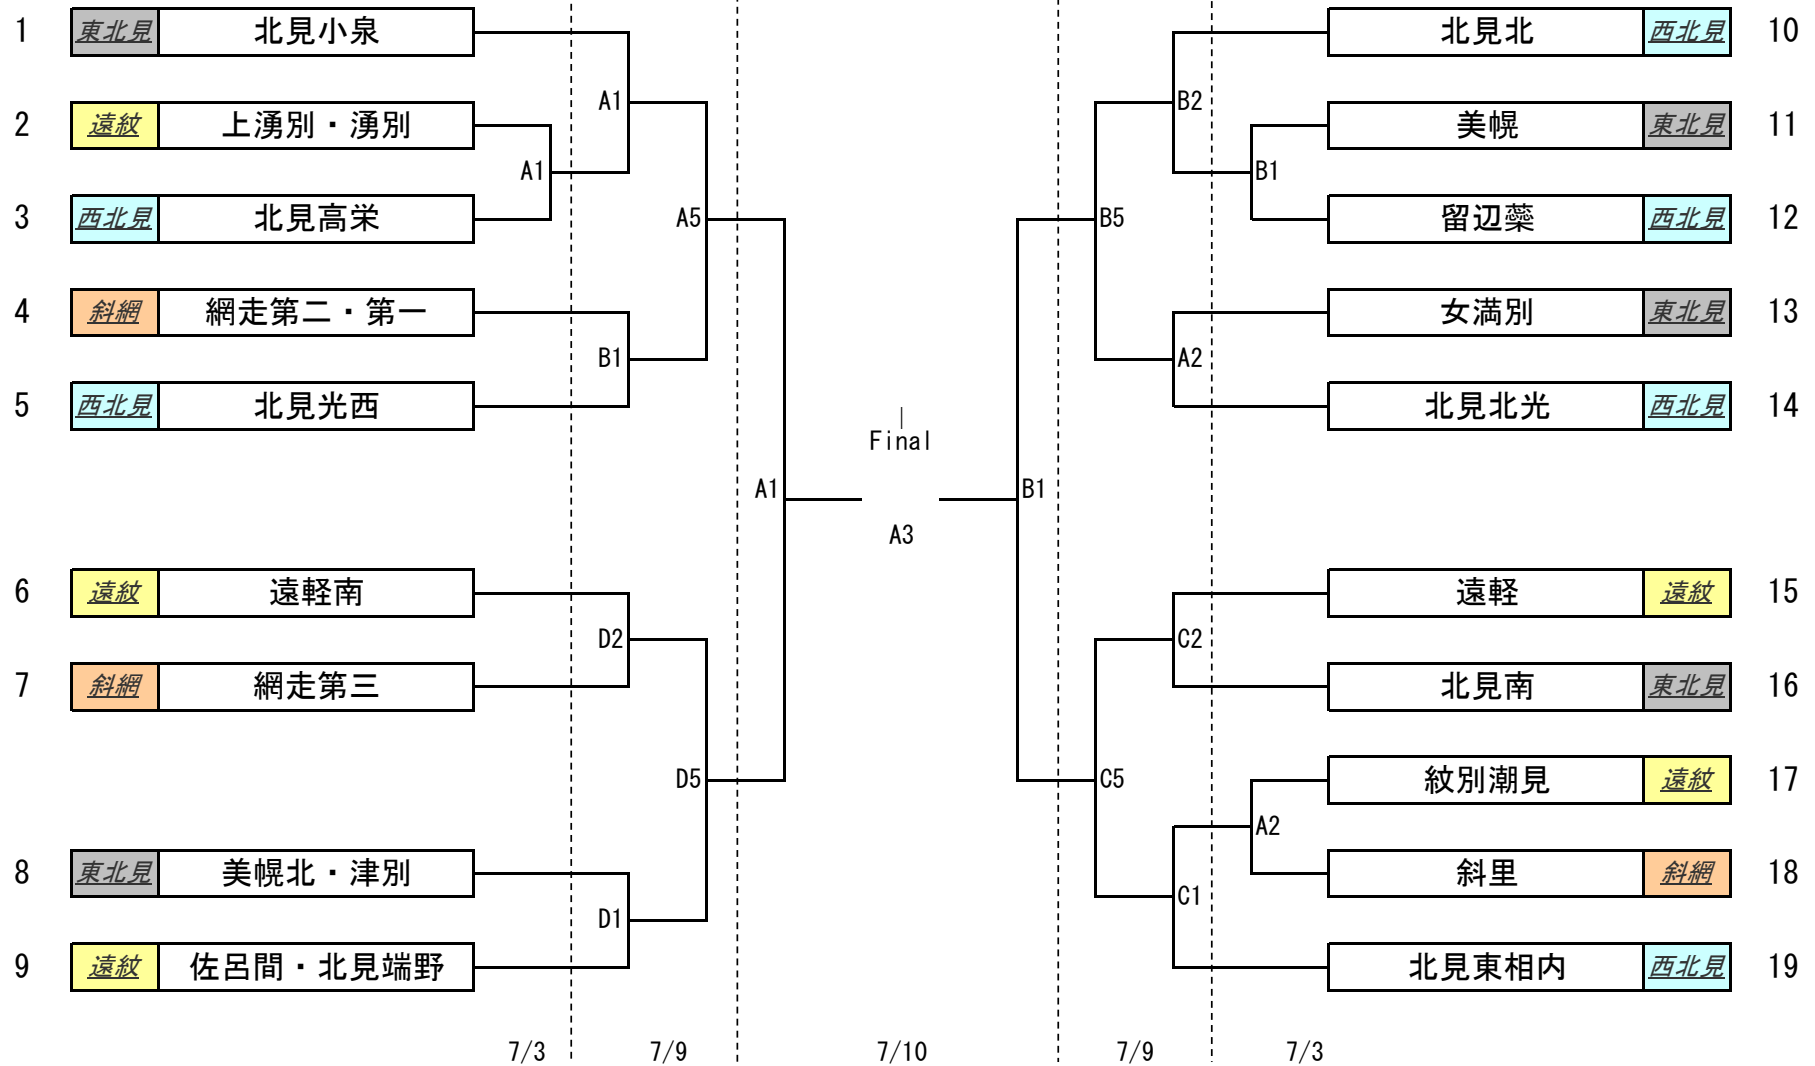 1 東北見 北見小泉
2 遠紋 上湧別・湧別
3 西北見 北見高栄
4 斜網 網走第二・第一
5 西北見 北見光西
6 遠紋 遠軽南
7 斜網 網走第三
8 東北見 美幌北・津別
9 遠紋 佐呂間・北見端野
A1
A1
A5
B1
A1
D2
D5
D1
Final
A3
B2
B1
B5
A2
B1
C2
C5
A2
C1
北見北 西北見 10
美幌 東北見 11
留辺蘂 西北見 12
女満別 東北見 13
北見北光 西北見 14
遠軽 遠紋 15
北見南 東北見 16
紋別潮見 遠紋 17
斜里 斜網 18
北見東相内 西北見 19
7/3 7/9 7/10 7/9 7/3